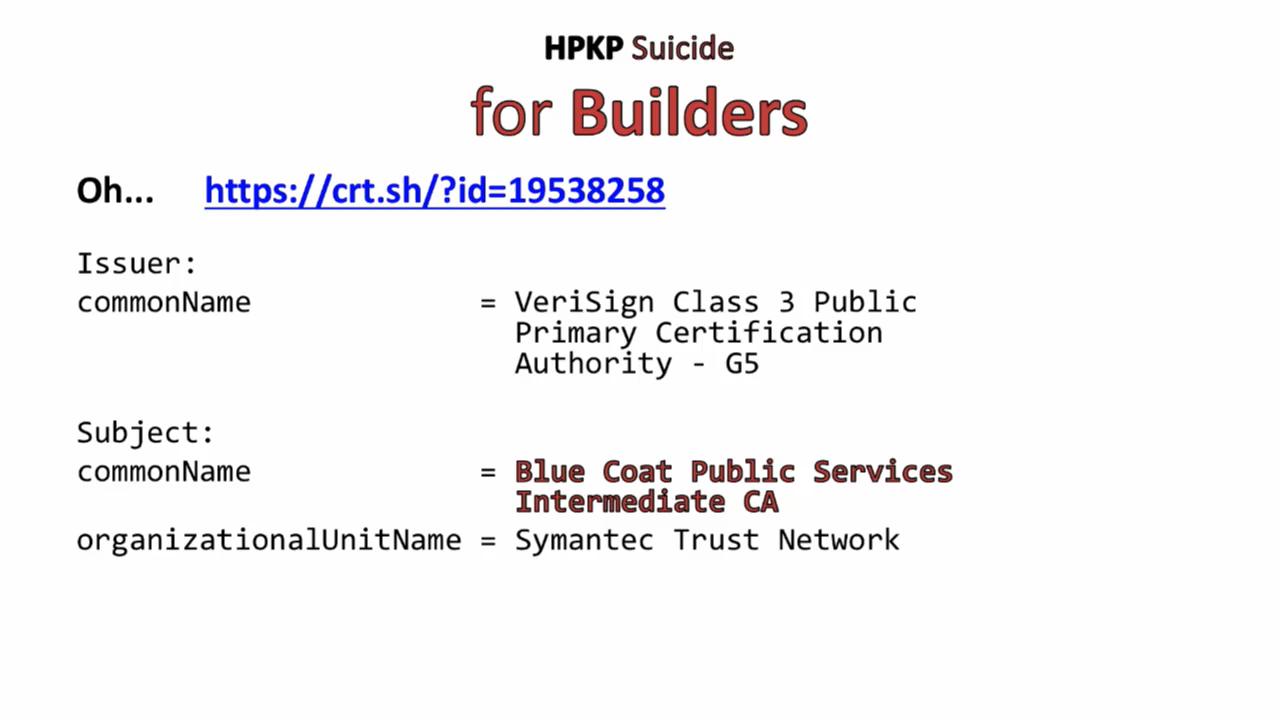 HPKP Suicide
for Builders
Oh... https://crt.sh/?id=19538258
Issuer:
commonName = VeriSign Class 3 Public
Primary Certification
Authority - G5
Subject:
commonName = Blue Coat Public Services
Intermediate CA
organizationalUnitName = Symantec Trust Network